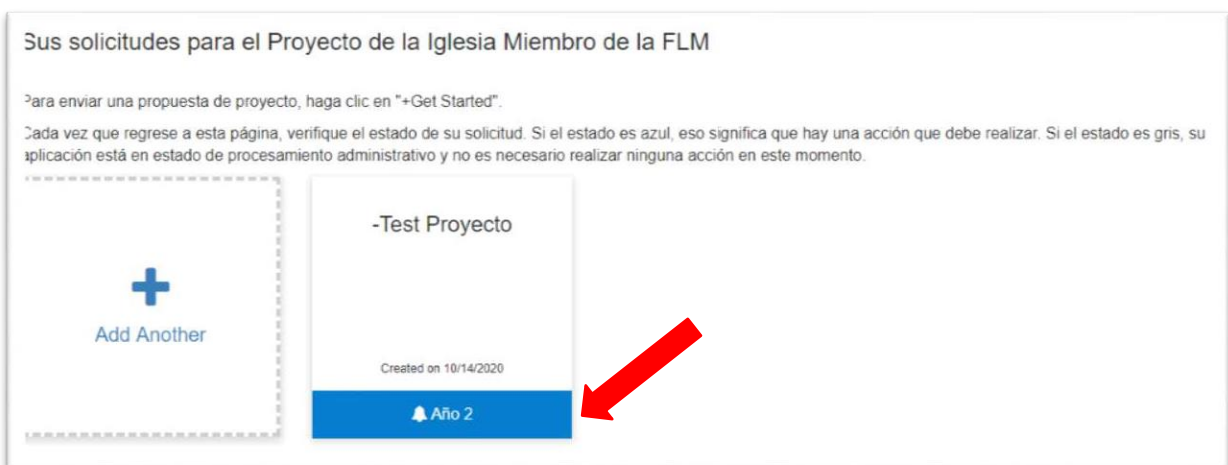 Sus solicitudes para el Proyecto de la Iglesia Miembro de la FLM
Para enviar una propuesta de proyecto, haga clic en "+Get Started".
Cada vez que regrese a esta página, verifique el estado de su solicitud. Si el estado es azul, eso significa que hay una acción que debe realizar. Si el estado es gris, su
aplicación está en estado de procesamiento administrativo y no es necesario realizar ninguna acción en este momento.
Add Another
-Test Proyecto
Created on 10/14/2020
Año 2